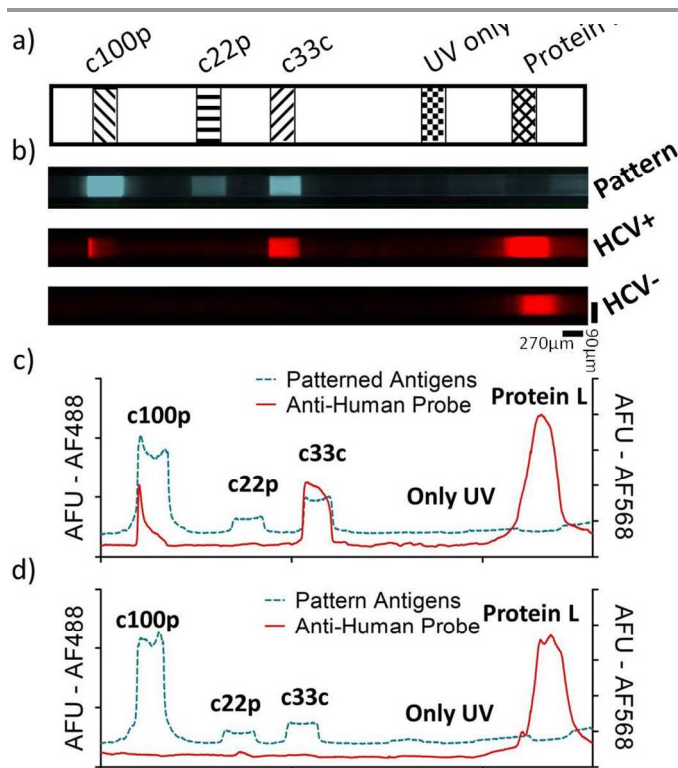 a)
c100p
c22p
c33c
UV only
Protein
b)
Pattern
HCV+
HCV-
270µm
90µm
c)
Patterned Antigens
Anti-Human Probe
Protein L
c100p
c22p
c33c
Only UV
AFU - AF488
AFU - AF568
d)
Pattern Antigens
Anti-Human Probe
Protein L
c100p
c22p
c33c
Only UV
AFU - AF488
AFU - AF568